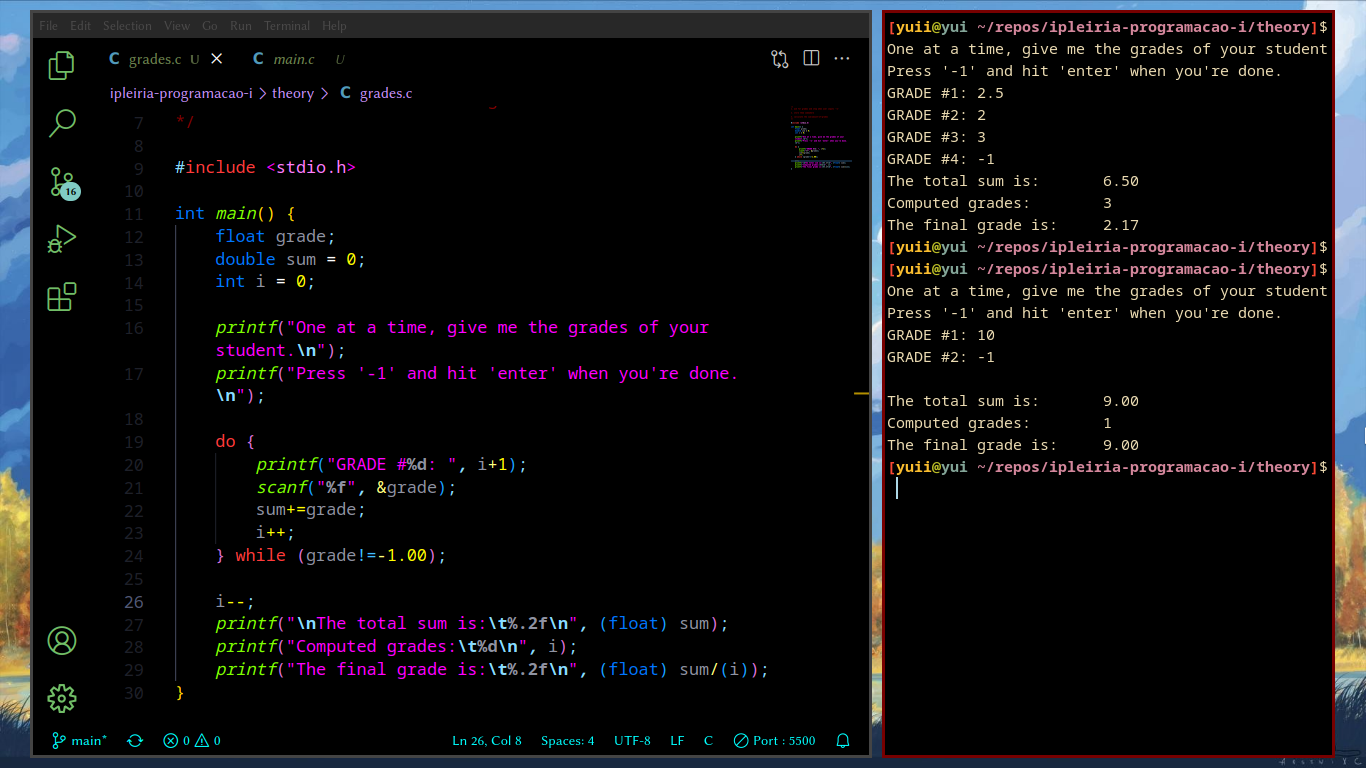 File Edit Selection View Go Run Terminal Help
grades.c U
main.c U
ipleiria-programacao-i > theory > C grades.c
7 */
8
9 #include <stdio.h>
10
11 int main() {
12 float grade;
13 double sum = 0;
14 int i = 0;
15
16 printf("One at a time, give me the grades of your
student.\n");
17 printf("Press '-1' and hit 'enter' when you're done.
\n");
18
19 do {
20 printf("GRADE #%d: ", i+1);
21 scanf("%f", &grade);
22 sum+=grade;
23 i++;
24 } while (grade!=-1.00);
25
26 i--;
27 printf("\nThe total sum is:\t%.2f\n", (float) sum);
28 printf("Computed grades:\t%d\n", i);
29 printf("The final grade is:\t%.2f\n", (float) sum/(i));
30 }
16
main* 0 0 Ln 26, Col 8 Spaces: 4 UTF-8 LF C Port : 5500
[yuii@yui ~/repos/ipleiria-programacao-i/theory]$
One at a time, give me the grades of your student
Press '-1' and hit 'enter' when you're done.
GRADE #1: 2.5
GRADE #2: 2
GRADE #3: 3
GRADE #4: -1
The total sum is: 6.50
Computed grades: 3
The final grade is: 2.17
[yuii@yui ~/repos/ipleiria-programacao-i/theory]$
[yuii@yui ~/repos/ipleiria-programacao-i/theory]$
One at a time, give me the grades of your student
Press '-1' and hit 'enter' when you're done.
GRADE #1: 10
GRADE #2: -1
The total sum is: 9.00
Computed grades: 1
The final grade is: 9.00
[yuii@yui ~/repos/ipleiria-programacao-i/theory]$